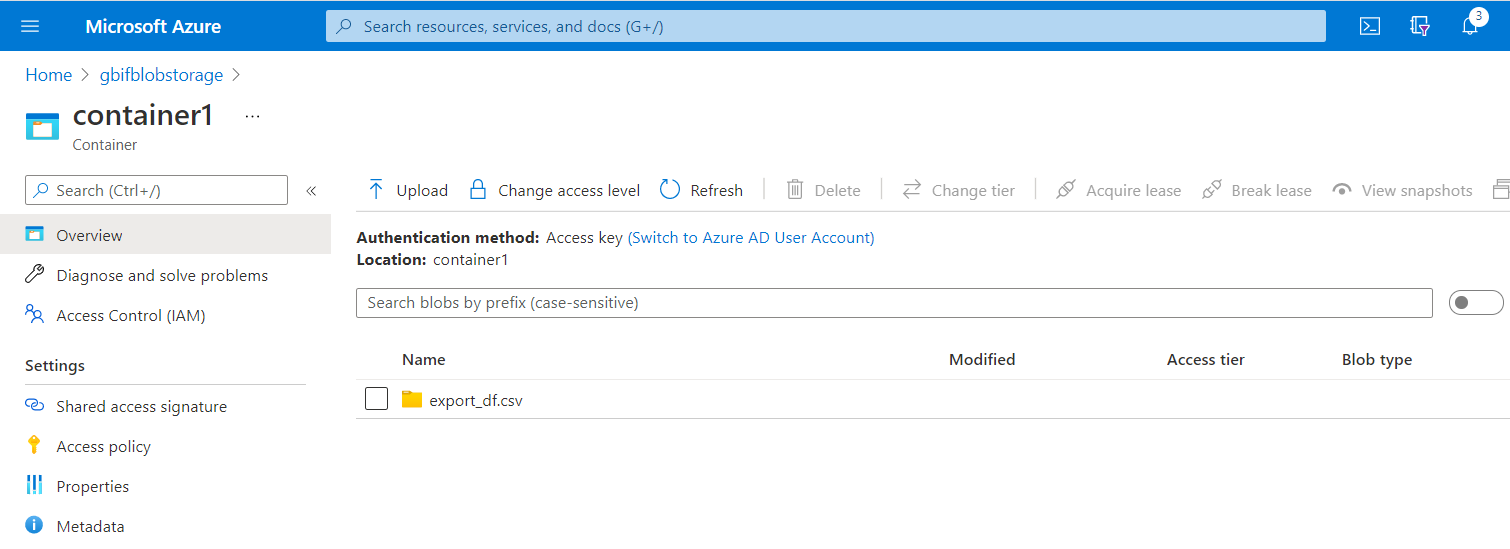 Microsoft Azure
Search resources, services, and docs (G+/)
3
Home > gbifblobstorage >
container1 ...
Container
Search (Ctrl+/) «
Upload Change access level Refresh Delete Change tier Acquire lease Break lease View snapshots
Overview
Authentication method: Access key (Switch to Azure AD User Account)
Location: container1
Diagnose and solve problems
Access Control (IAM)
Search blobs by prefix (case-sensitive)
Settings
Name Modified Access tier Blob type
export_df.csv
Shared access signature
Access policy
Properties
Metadata